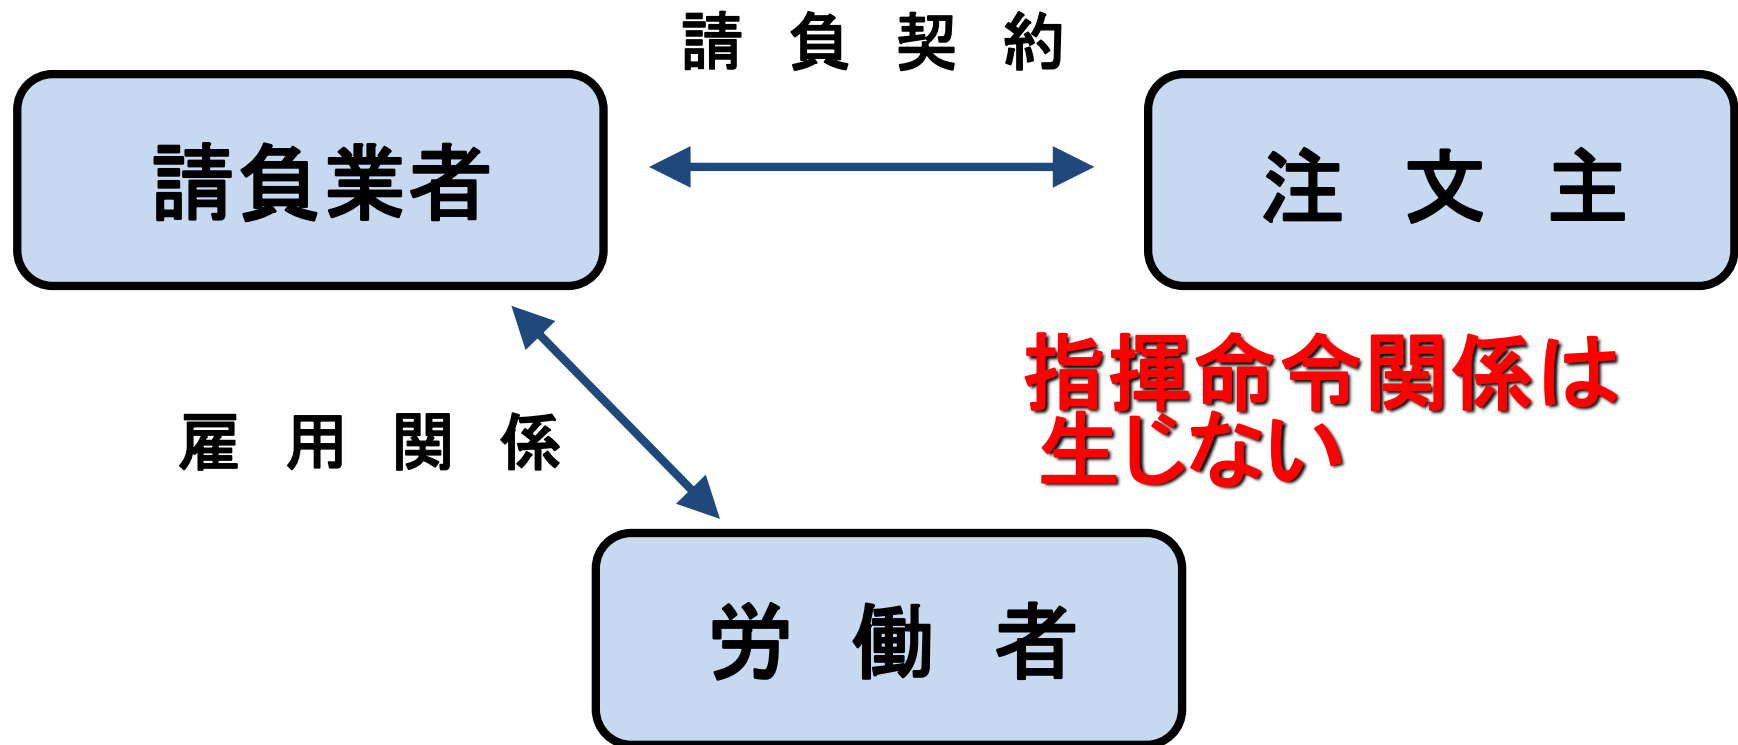 請負契約
請負業者
注文主
指揮命令関係は
生じない
雇用関係
労働者